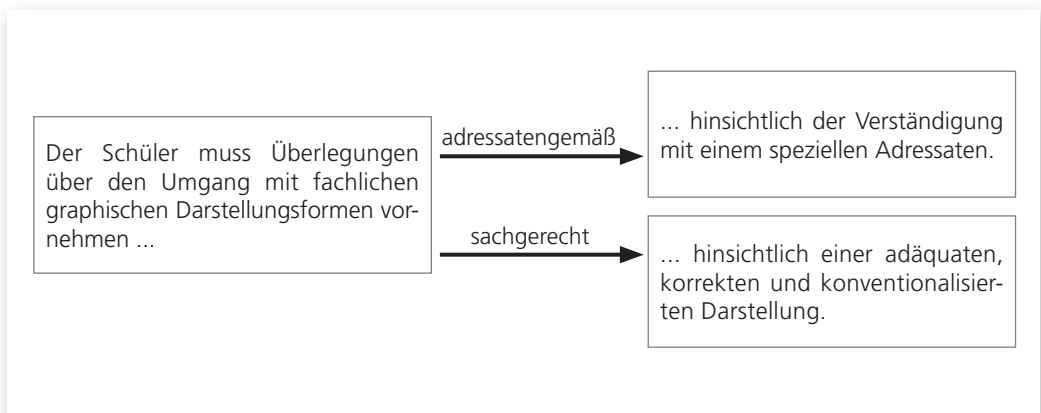 Der Schüler muss Überlegungen
über den Umgang mit fachlichen
graphischen Darstellungsformen vor-
nehmen ...
adressatengemäß
... hinsichtlich der Verständigung
mit einem speziellen Adressaten.
sachgerecht
... hinsichtlich einer adäquaten,
korrekten und konventionalisier-
ten Darstellung.